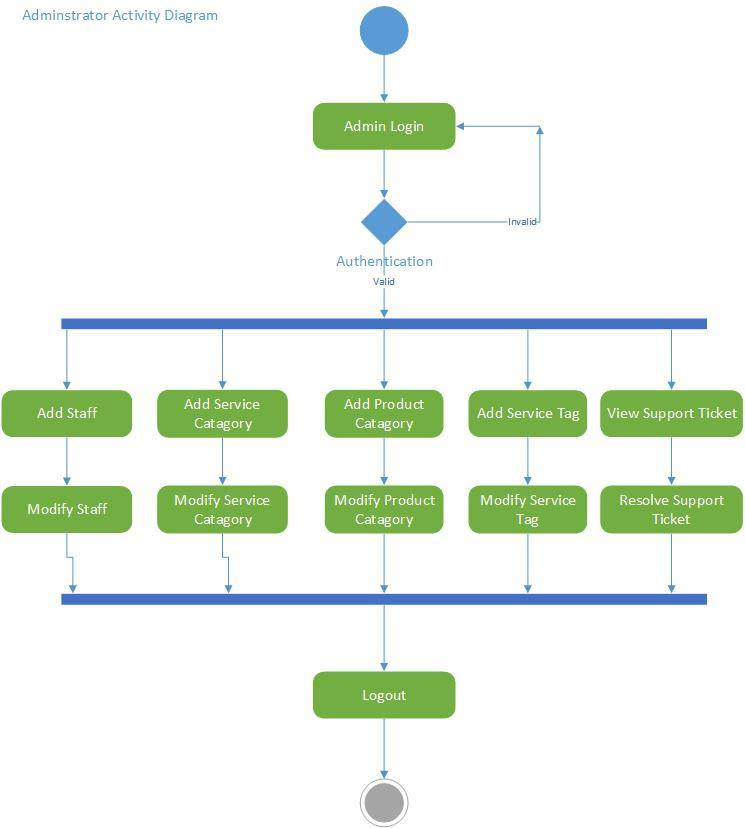 Adminstrator Activity Diagram
Admin Login
Invalid
Authentication
Valid
Add Staff
Add Service
Catagory
Add Product
Catagory
Add Service Tag
View Support Ticket
Modify Staff
Modify Service
Catagory
Modify Product
Catagory
Modify Service
Tag
Resolve Support
Ticket
Logout